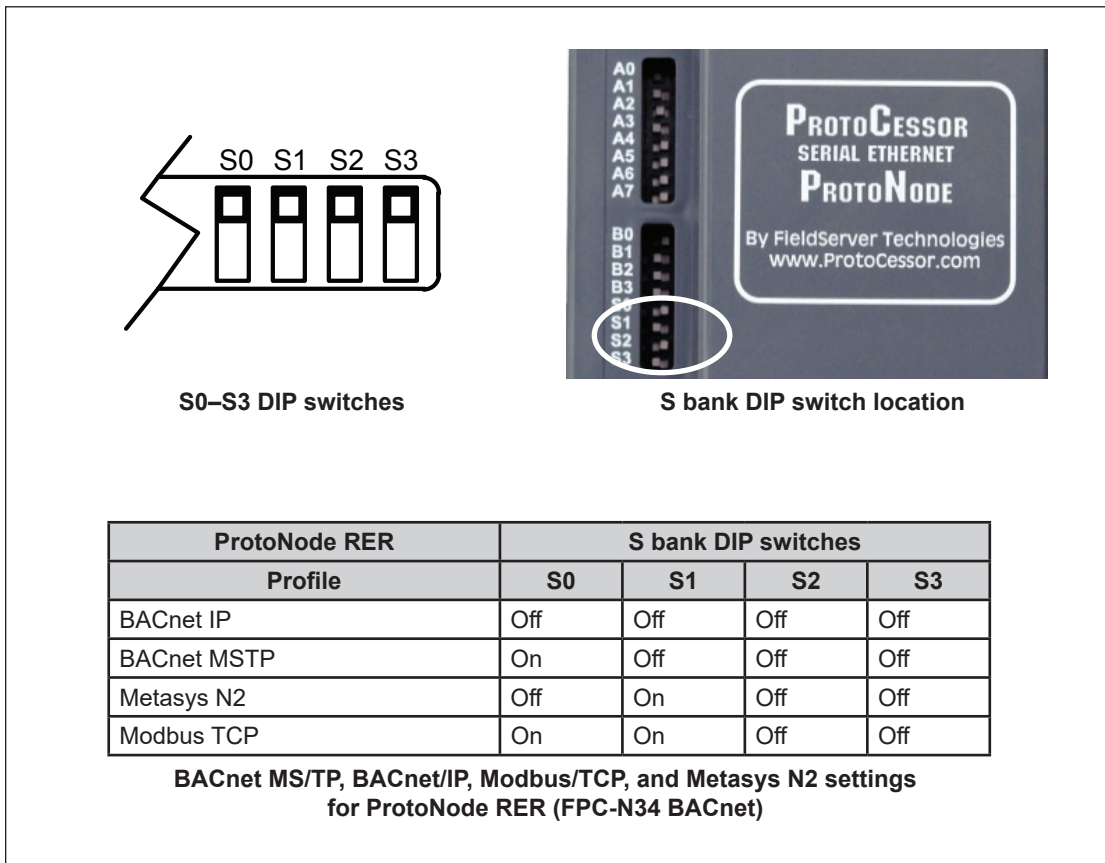 S0 S1 S2 S3
S0–S3 DIP switches
A0
A1
A2
A3
A4
A5
A6
A7
B0
B1
B2
B3
S0
S1
S2
S3
PROTOCESSOR
SERIAL ETHERNET
PROTONODE
By FieldServer Technologies
www.ProtoCessor.com
S bank DIP switch location
ProtoNode RER S bank DIP switches
Profile S0 S1 S2 S3
BACnet IP Off Off Off Off
BACnet MSTP On Off Off Off
Metasys N2 Off On Off Off
Modbus TCP On On Off Off
BACnet MS/TP, BACnet/IP, Modbus/TCP, and Metasys N2 settings
for ProtoNode RER (FPC-N34 BACnet)